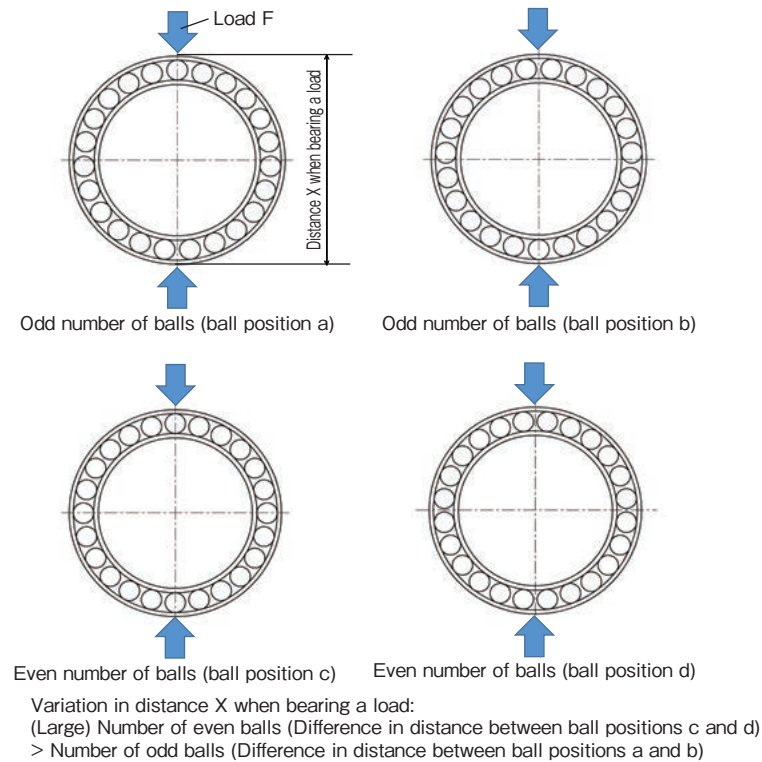 Load F
Distance X when bearing a load
Odd number of balls (ball position a)
Odd number of balls (ball position b)
Even number of balls (ball position c)
Even number of balls (ball position d)
Variation in distance X when bearing a load:
(Large) Number of even balls (Difference in distance between ball positions c and d)
> Number of odd balls (Difference in distance between ball positions a and b)